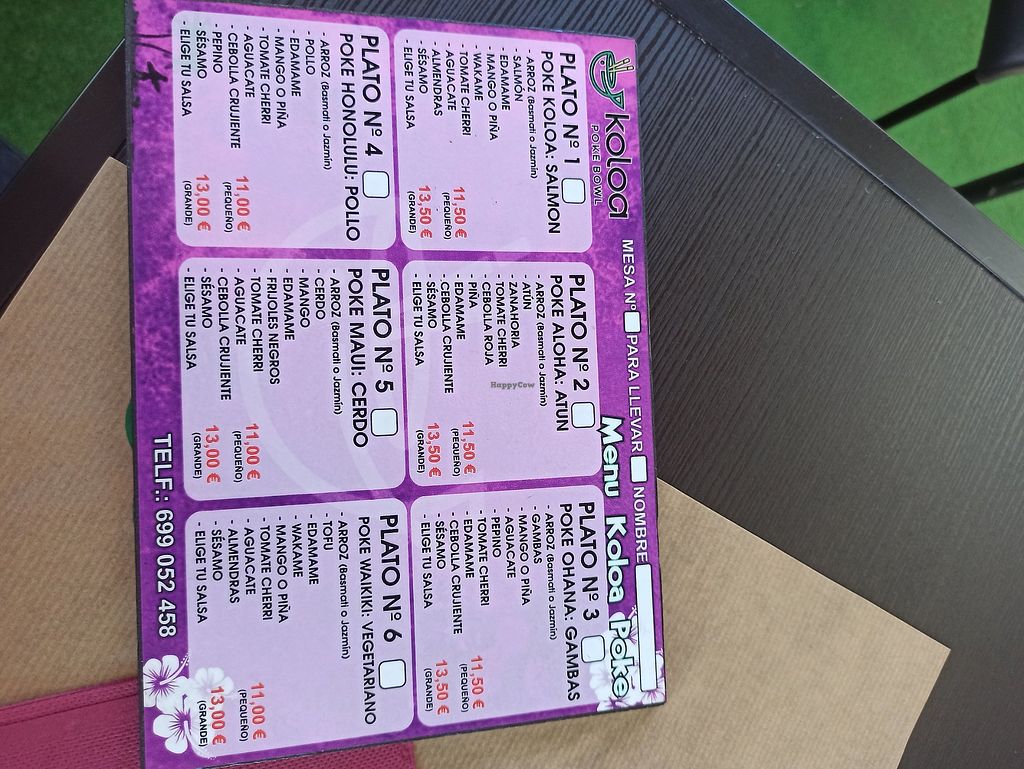 koloa
POKE BOWL
MESA Nº PARA LLEVAR NOMBRE
Menu Koloa Poke
PLATO Nº 1
POKE KOLOA: SALMON
- ARROZ (Basmati o Jazmín)
- SALMÓN
- EDAMAME
- MANGO O PIÑA
- WAKAME
- TOMATE CHERRI
- AGUACATE
- ALMENDRAS
- SÉSAMO
- ELIGE TU SALSA
11,50 €
(PEQUEÑO)
13,50 €
(GRANDE)
PLATO Nº 2
POKE ALOHA: ATUN
- ARROZ (Basmati o Jazmín)
- ATÚN
- ZANAHORIA
- TOMATE CHERRI
- CEBOLLA ROJA
- PIÑA
- EDAMAME
- CEBOLLA CRUJIENTE
- SÉSAMO
- ELIGE TU SALSA
11,50 €
(PEQUEÑO)
13,50 €
(GRANDE)
PLATO Nº 3
POKE OHANA: GAMBAS
- ARROZ (Basmati o Jazmín)
- GAMBAS
- MANGO O PIÑA
- AGUACATE
- PEPINO
- TOMATE CHERRI
- EDAMAME
- CEBOLLA CRUJIENTE
- SÉSAMO
- ELIGE TU SALSA
11,50 €
(PEQUEÑO)
13,50 €
(GRANDE)
PLATO Nº 4
POKE HONOLULU: POLLO
- ARROZ (Basmati o Jazmín)
- POLLO
- EDAMAME
- MANGO O PIÑA
- TOMATE CHERRI
- AGUACATE
- CEBOLLA CRUJIENTE
- PEPINO
- SÉSAMO
- ELIGE TU SALSA
11,00 €
(PEQUEÑO)
13,00 €
(GRANDE)
PLATO Nº 5
POKE MAUI: CERDO
- ARROZ (Basmati o Jazmín)
- CERDO
- MANGO
- EDAMAME
- FRIJOLES NEGROS
- TOMATE CHERRI
- AGUACATE
- CEBOLLA CRUJIENTE
- SÉSAMO
- ELIGE TU SALSA
11,00 €
(PEQUEÑO)
13,00 €
(GRANDE)
PLATO Nº 6
POKE WAIKIKI: VEGETARIANO
- ARROZ (Basmati o Jazmín)
- TOFU
- EDAMAME
- WAKAME
- MANGO O PIÑA
- TOMATE CHERRI
- AGUACATE
- ALMENDRAS
- SÉSAMO
- ELIGE TU SALSA
11,00 €
(PEQUEÑO)
13,00 €
(GRANDE)
TELF.: 699 052 458
HappyCow